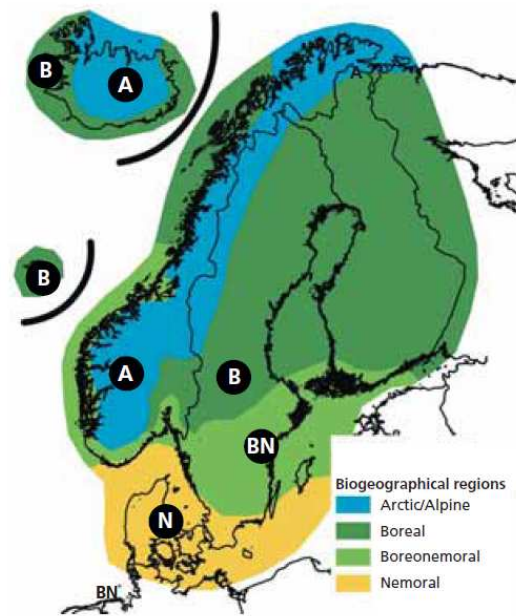 B
A
B
A
A
B
BN
N
BN
Biogeographical regions
Arctic/Alpine
Boreal
Boreonemoral
Nemoral